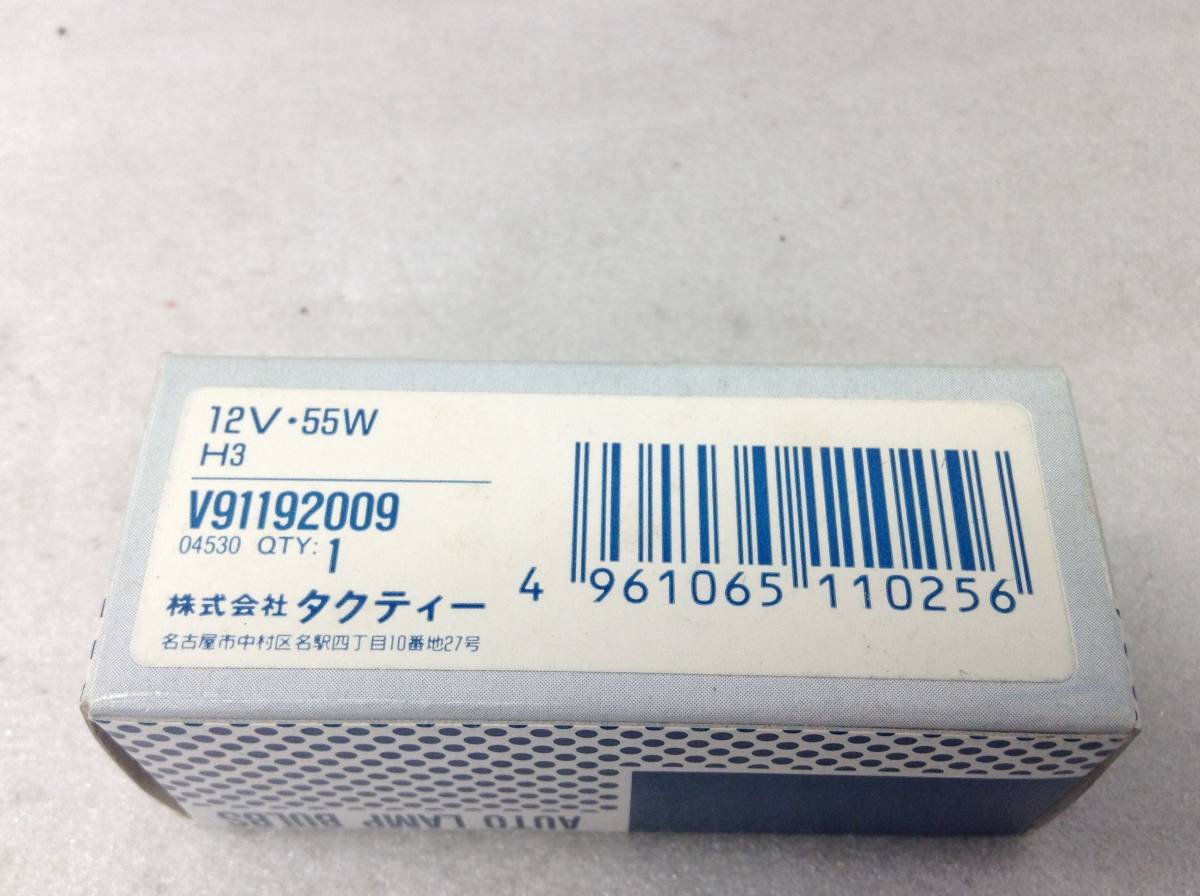 12V・55W
H3
V91192009
04530 QTY: 1
株式会社 タクティー
名古屋市中村区名駅四丁目10番地27号
4 961065 110256
AUTO LAMP BULBS